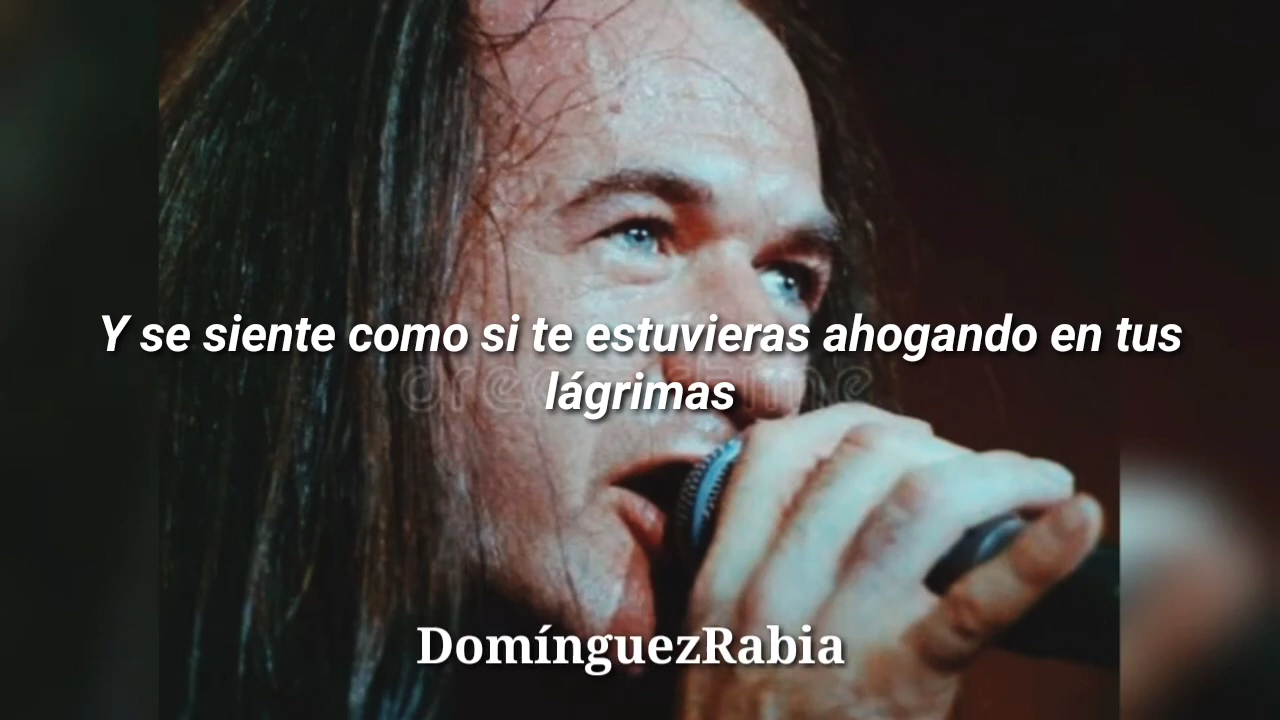 Y se siente como si te estuvieras ahogando en tus
lágrimas
DomínguezRabia